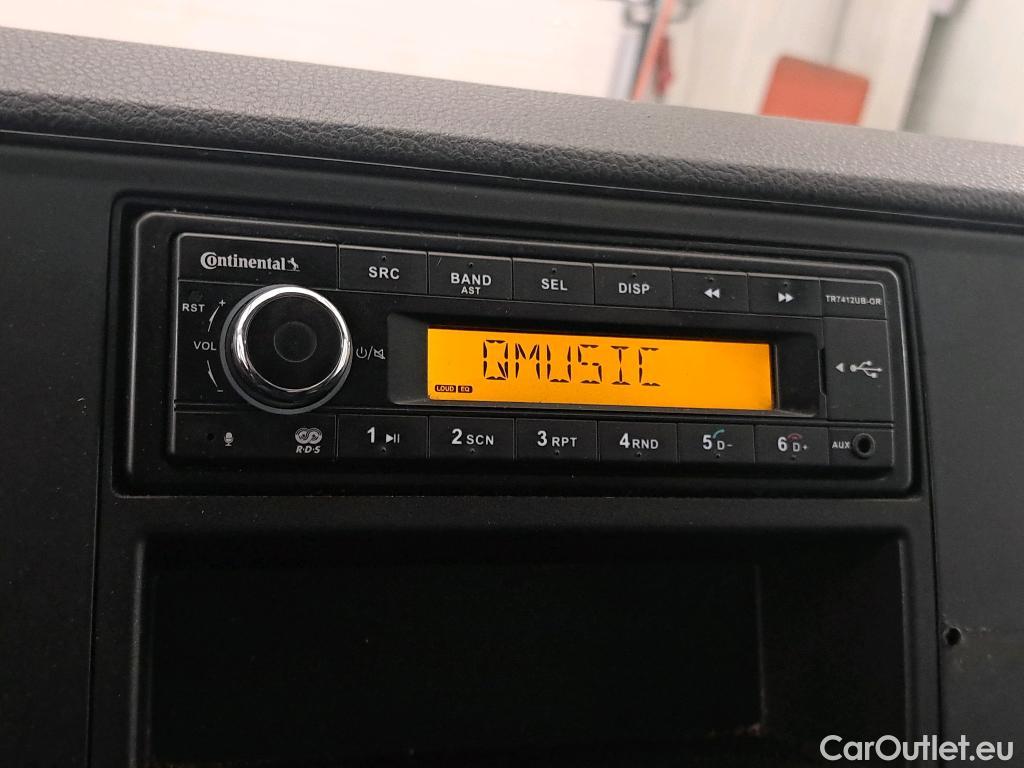 Continental
SRC
BAND
AST
SEL
DISP
TR7412UB-OR
RST
+
VOL
-
QMUSIC
LOUD EQ
R·D·S
1
2 SCN
3 RPT
4 RND
5 D-
6 D+
AUX
CarOutlet.eu